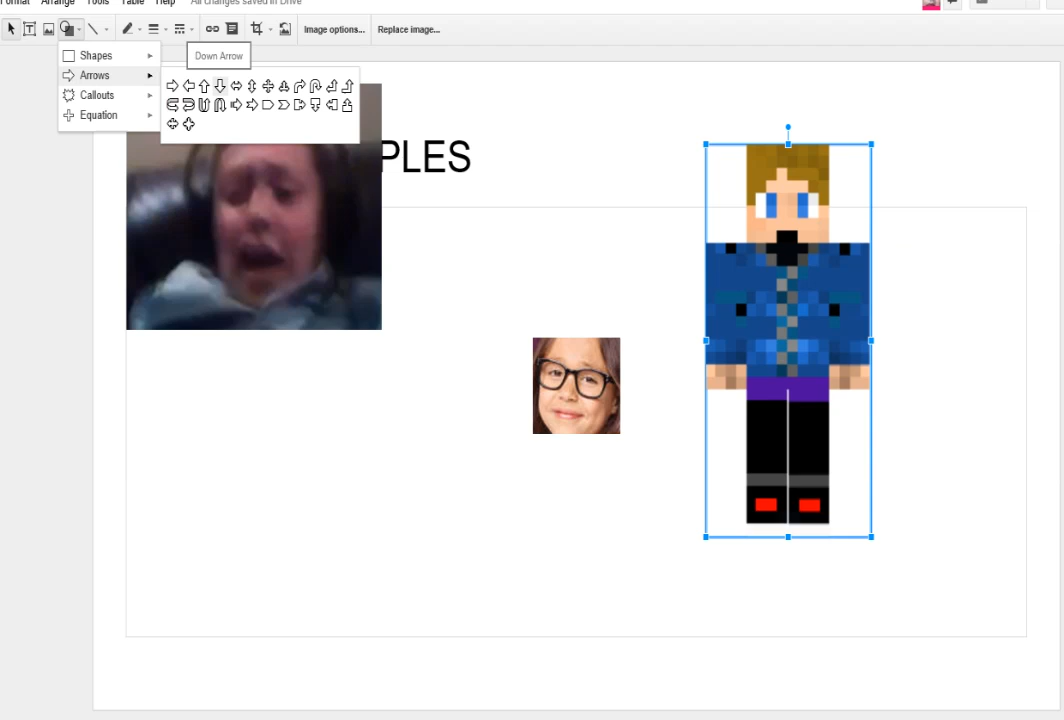 Format Arrange Tools Table Help All changes saved in Drive
Image options... Replace image...
Shapes
Down Arrow
Arrows
Callouts
Equation
PLES